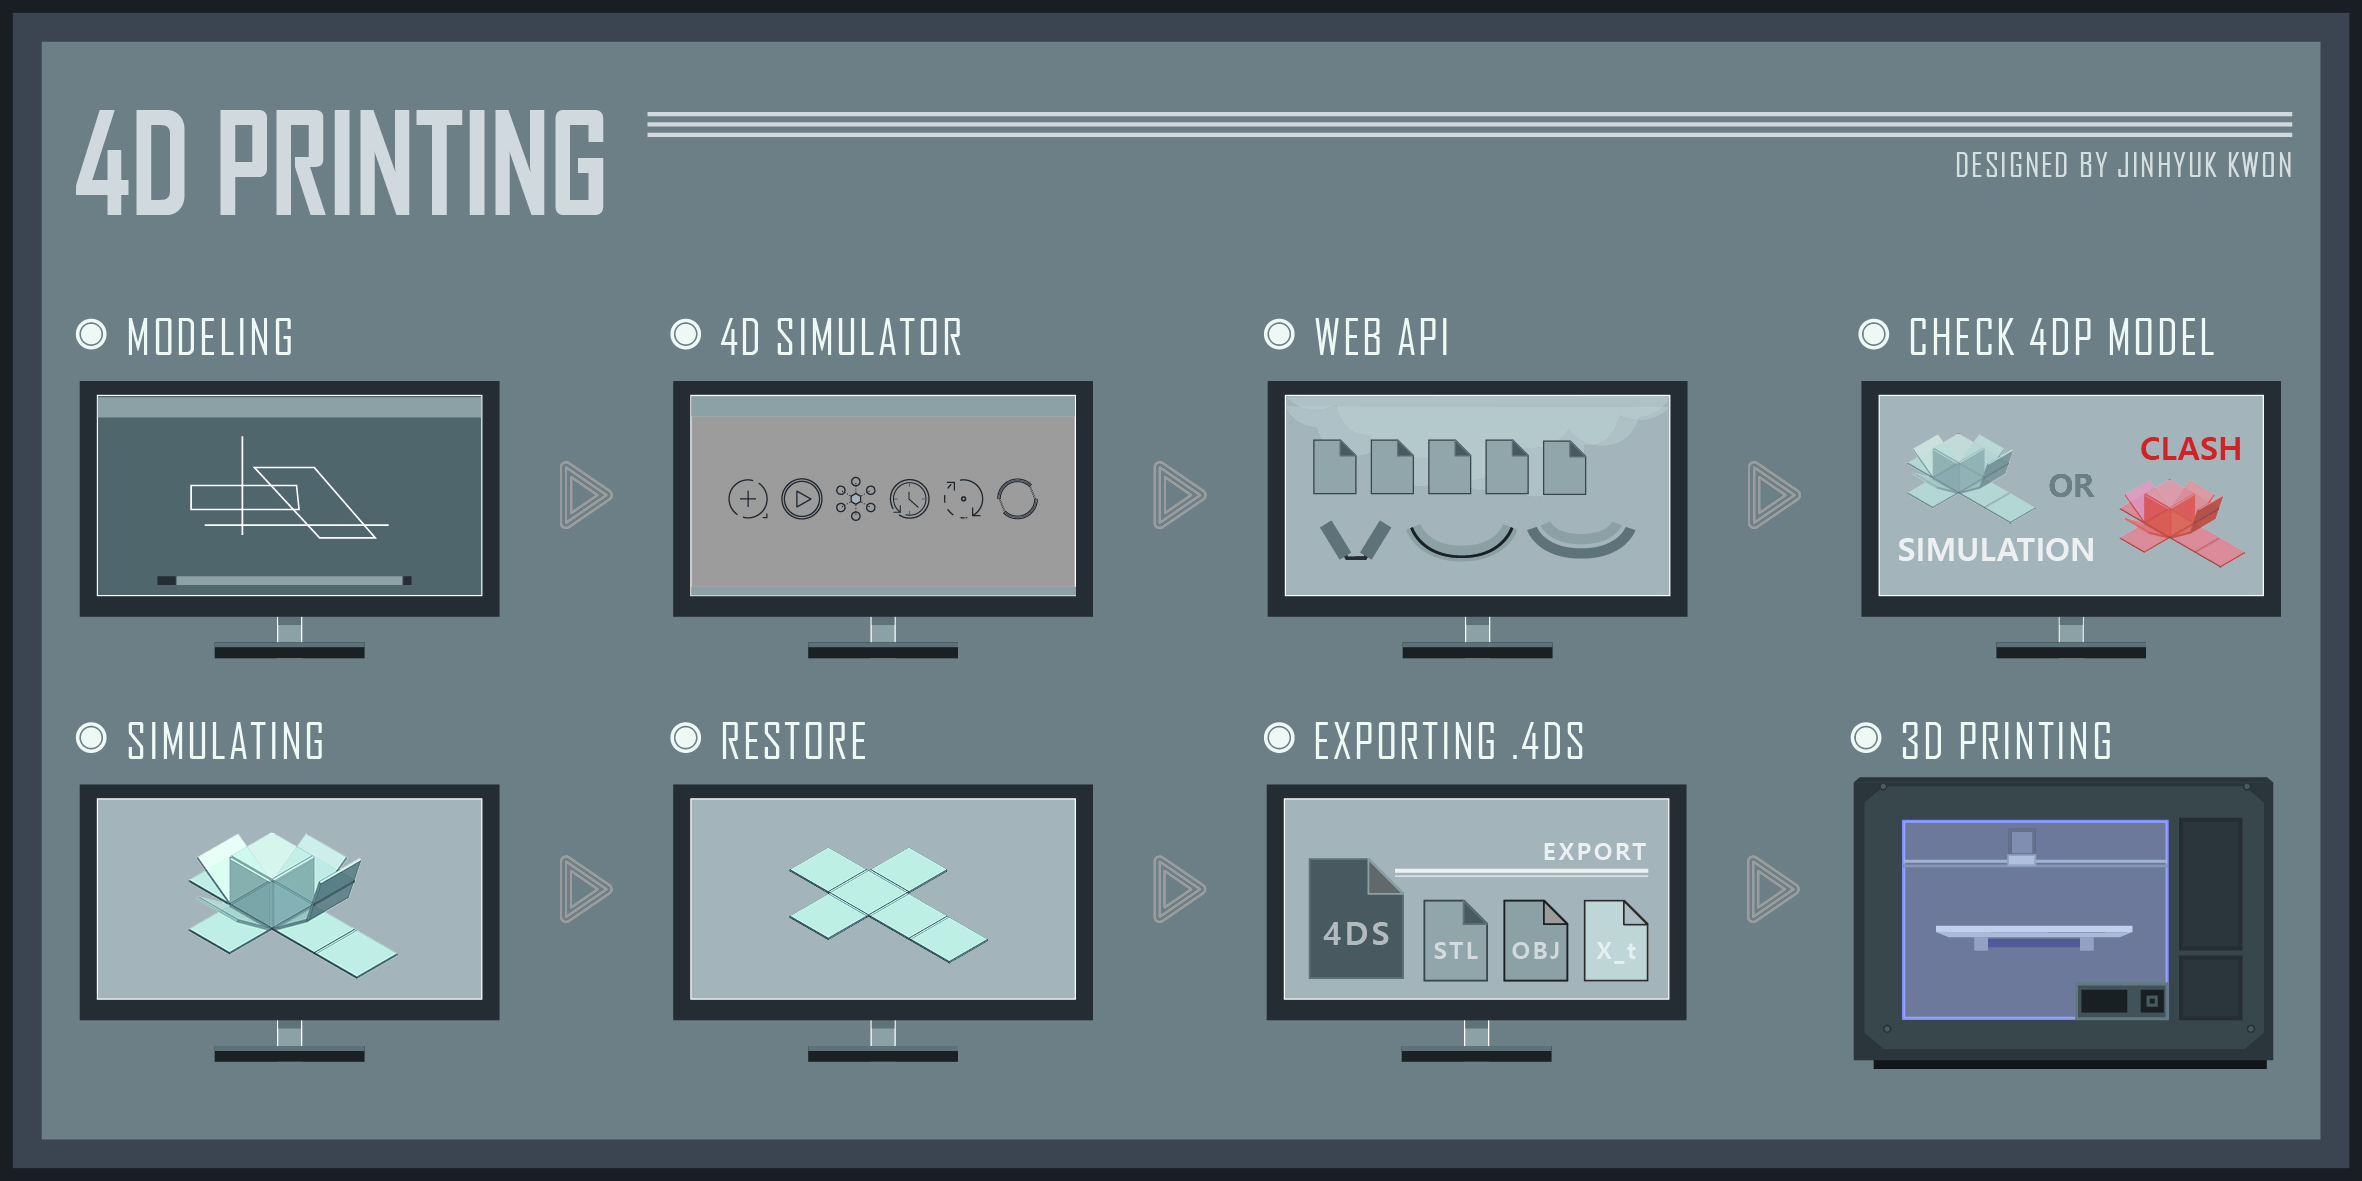 4D PRINTING
DESIGNED BY JINHYUK KWON
MODELING
4D SIMULATOR
WEB API
CHECK 4DP MODEL
CLASH
OR
SIMULATION
SIMULATING
RESTORE
EXPORTING .4DS
3D PRINTING
EXPORT
4DS
STL
OBJ
X_t